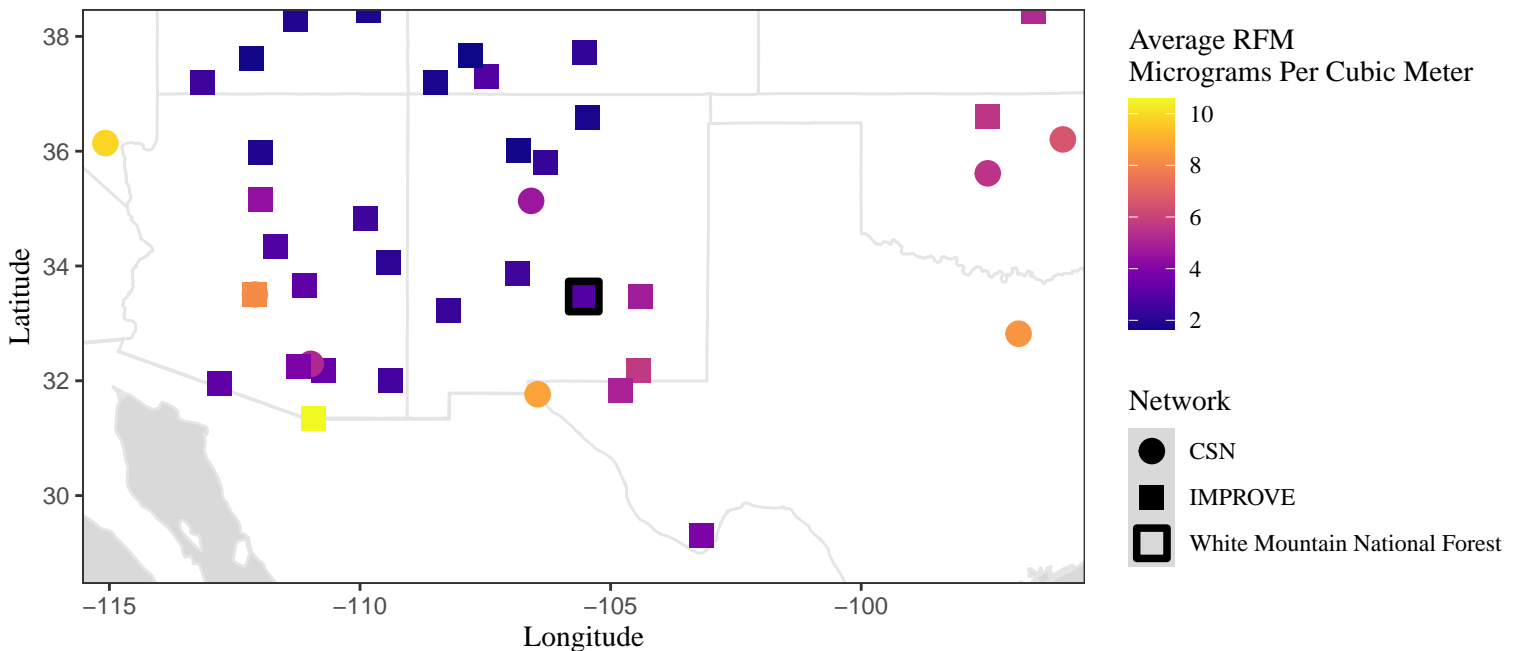 38
36
34
32
30
Latitude
−115
−110
−105
−100
Longitude
Average RFM
Micrograms Per Cubic Meter
10
8
6
4
2
Network
CSN
IMPROVE
White Mountain National Forest